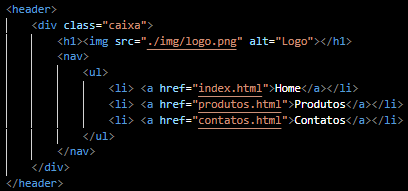 <header>
<div class="caixa">
<h1><img src="./img/logo.png" alt="Logo"></h1>
<nav>
<ul>
<li> <a href="index.html">Home</a></li>
<li> <a href="produtos.html">Produtos</a></li>
<li> <a href="contatos.html">Contatos</a></li>
</ul>
</nav>
</div>
</header>